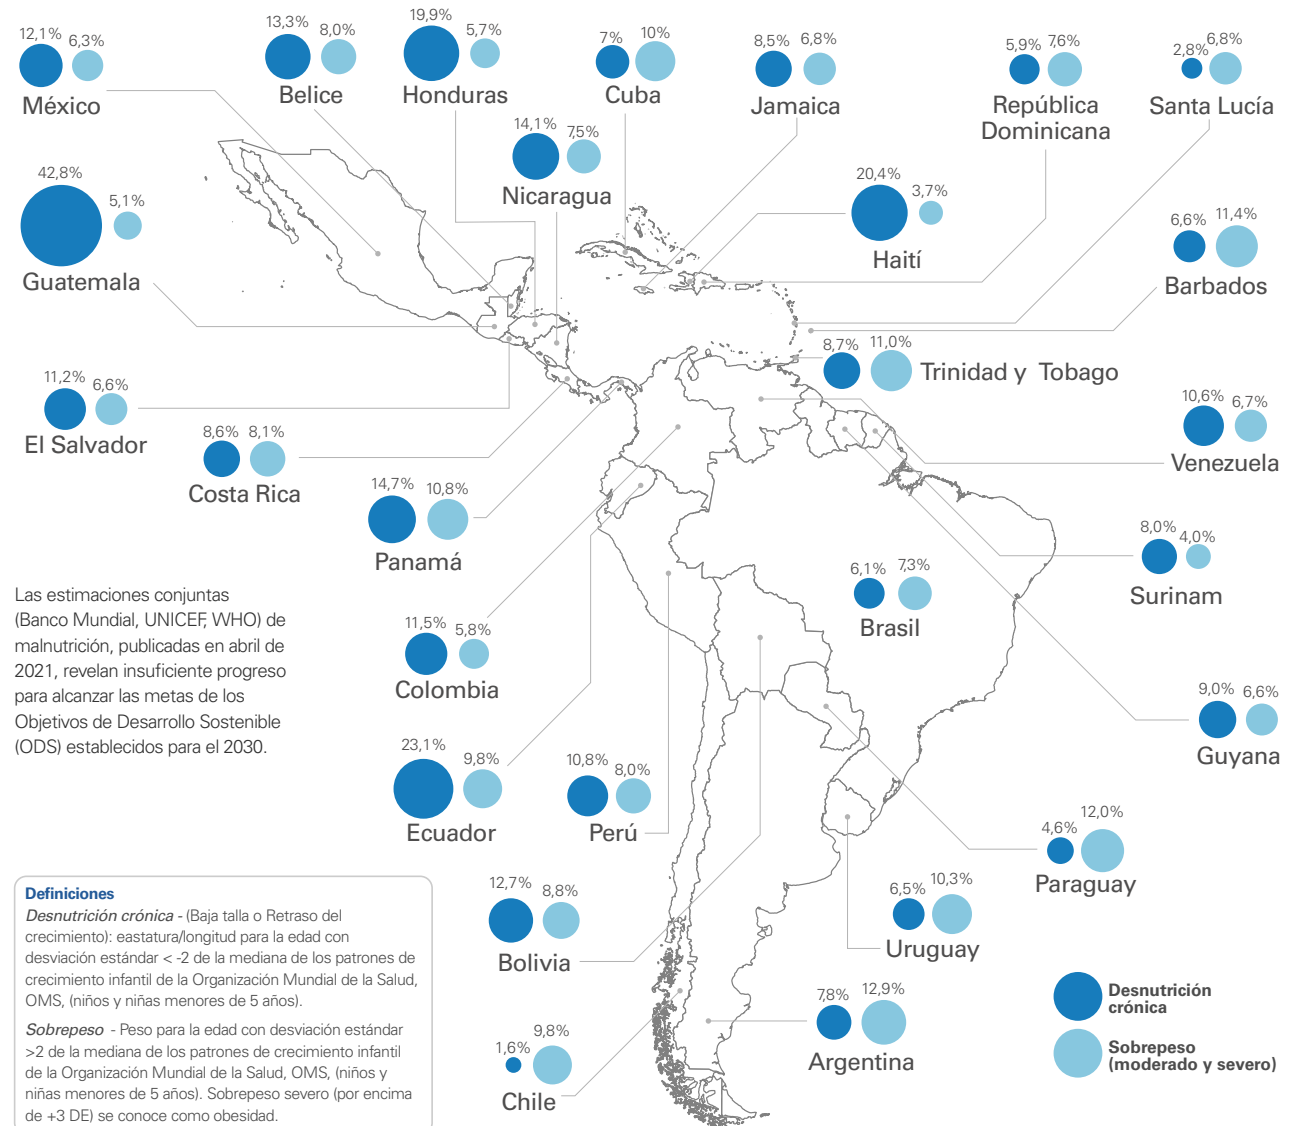 12,1%
6,3%
México
13,3%
8,0%
Belice
19,9%
5,7%
Honduras
7%
10%
Cuba
8,5%
6,8%
Jamaica
5,9%
7,6%
República
Dominicana
2,8%
6,8%
Santa Lucía
14,1%
7,5%
Nicaragua
42,8%
5,1%
Guatemala
20,4%
3,7%
Haití
6,6%
11,4%
Barbados
8,7%
11,0%
Trinidad y Tobago
11,2%
6,6%
El Salvador
8,6%
8,1%
Costa Rica
10,6%
6,7%
Venezuela
14,7%
10,8%
Panamá
8,0%
4,0%
Surinam
6,1%
7,3%
Brasil
Las estimaciones conjuntas
(Banco Mundial, UNICEF, WHO) de
malnutrición, publicadas en abril de
2021, revelan insuficiente progreso
para alcanzar las metas de los
Objetivos de Desarrollo Sostenible
(ODS) establecidos para el 2030.
11,5%
5,8%
Colombia
9,0%
6,6%
Guyana
23,1%
9,8%
Ecuador
10,8%
8,0%
Perú
4,6%
12,0%
Paraguay
12,7%
8,8%
Bolivia
6,5%
10,3%
Uruguay
Definiciones
Desnutrición crónica - (Baja talla o Retraso del
crecimiento): eastatura/longitud para la edad con
desviación estándar < -2 de la mediana de los patrones de
crecimiento infantil de la Organización Mundial de la Salud,
OMS, (niños y niñas menores de 5 años).
Sobrepeso - Peso para la edad con desviación estándar
>2 de la mediana de los patrones de crecimiento infantil
de la Organización Mundial de la Salud, OMS, (niños y
niñas menores de 5 años). Sobrepeso severo (por encima
de +3 DE) se conoce como obesidad.
1,6%
9,8%
Chile
7,8%
12,9%
Argentina
Desnutrición
crónica
Sobrepeso
(moderado y severo)